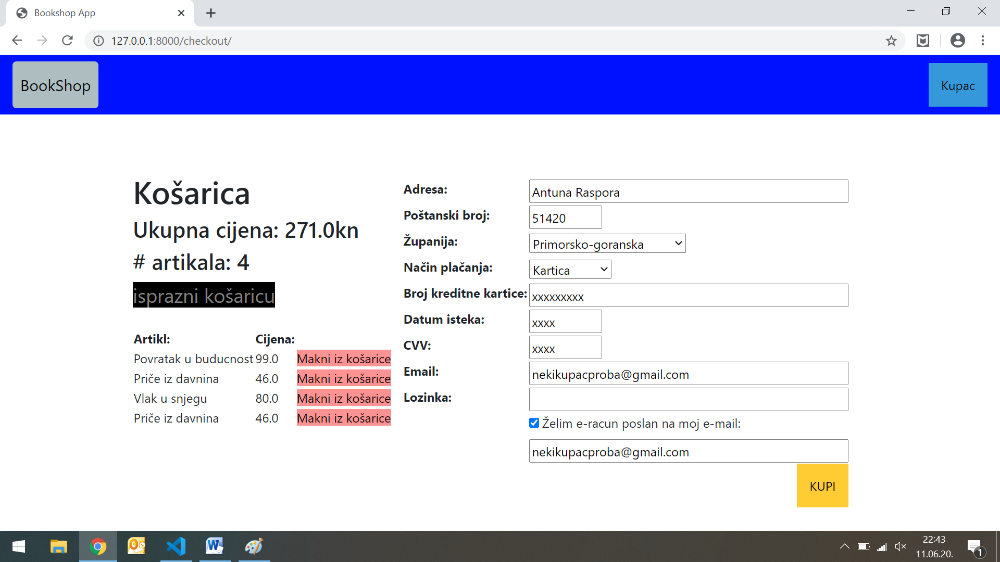 Bookshop App
127.0.0.1:8000/checkout/
BookShop
Kupac
Košarica
Ukupna cijena: 271.0kn
# artikala: 4
isprazni košaricu
Artikl: Cijena:
Povratak u buducnost 99.0 Makni iz košarice
Priče iz davnina 46.0 Makni iz košarice
Vlak u snjegu 80.0 Makni iz košarice
Priče iz davnina 46.0 Makni iz košarice
Adresa: Antuna Raspora
Poštanski broj: 51420
Županija: Primorsko-goranska
Način plačanja: Kartica
Broj kreditne kartice: xxxxxxxxx
Datum isteka: xxxx
CVV: xxxx
Email: nekikupacproba@gmail.com
Lozinka:
Želim e-racun poslan na moj e-mail:
nekikupacproba@gmail.com
KUPI
22:43
11.06.20.
1